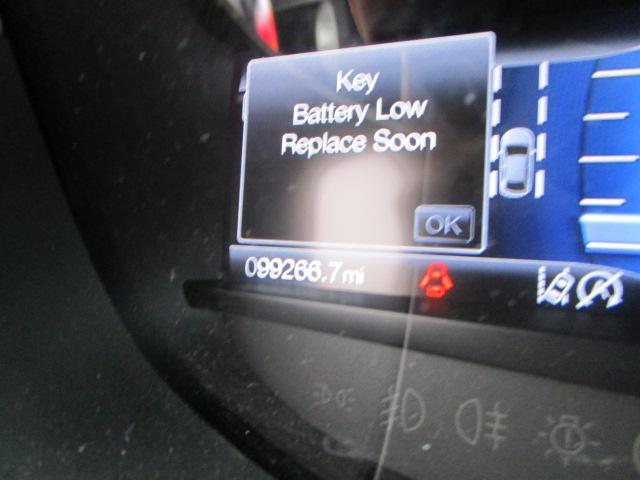 Key
Battery Low
Replace Soon
OK
099266.7mi